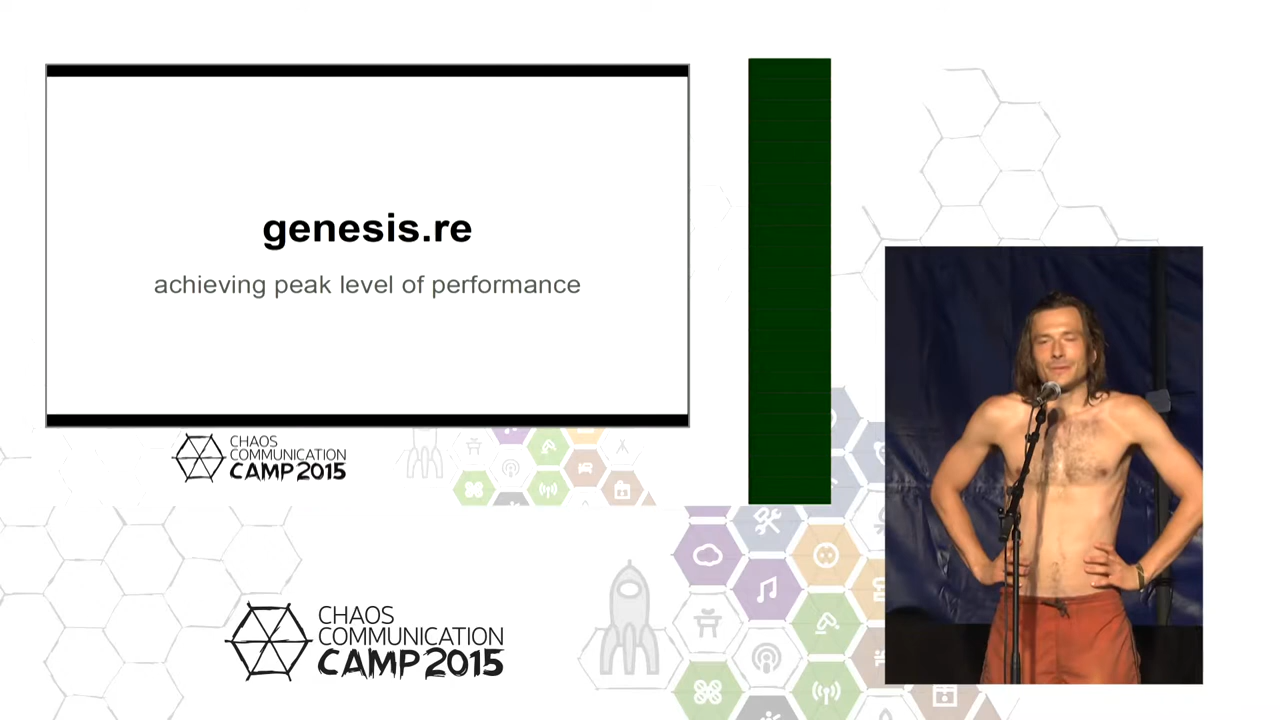 genesis.re
achieving peak level of performance
CHAOS
COMMUNICATION
CAMP 2015
CHAOS
COMMUNICATION
CAMP 2015